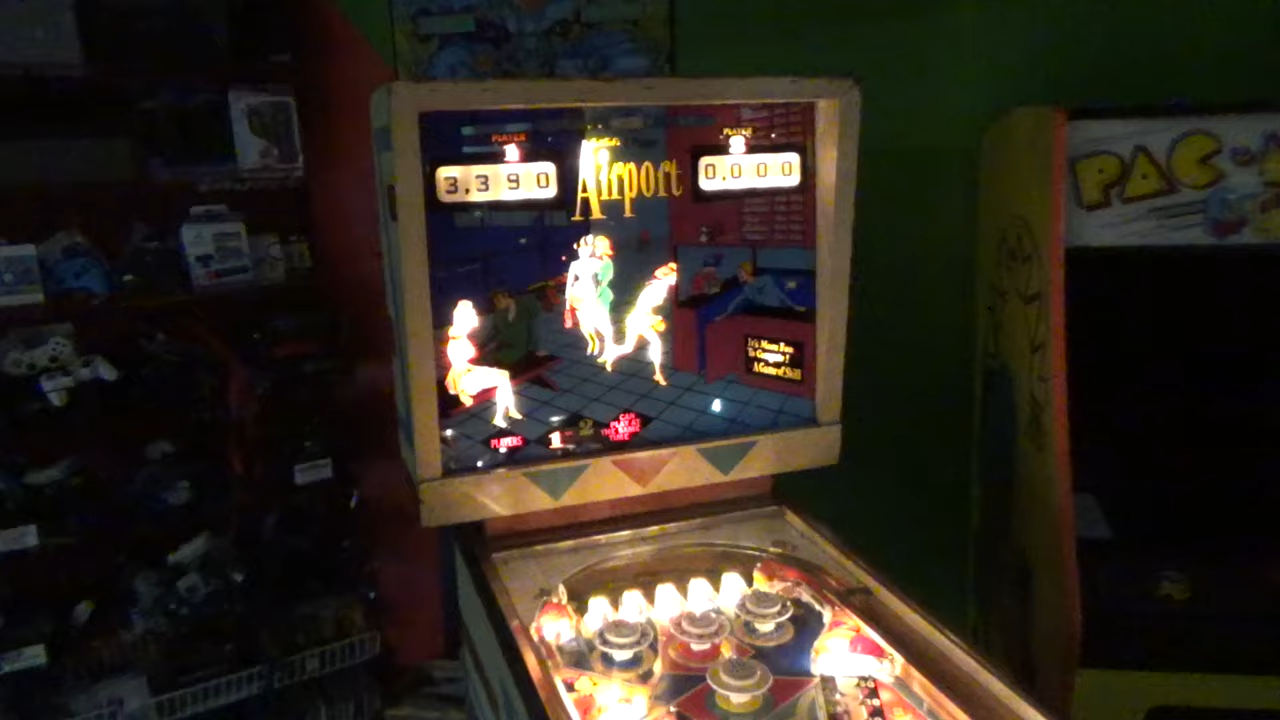 PLAYER
1
3,390
Airport
PLAYER
2
0,000
It's More Fun
To Compete!
A Game of Skill
4
PLAYERS
1
2
CAN
PLAY AT
THE SAME
TIME
PAC